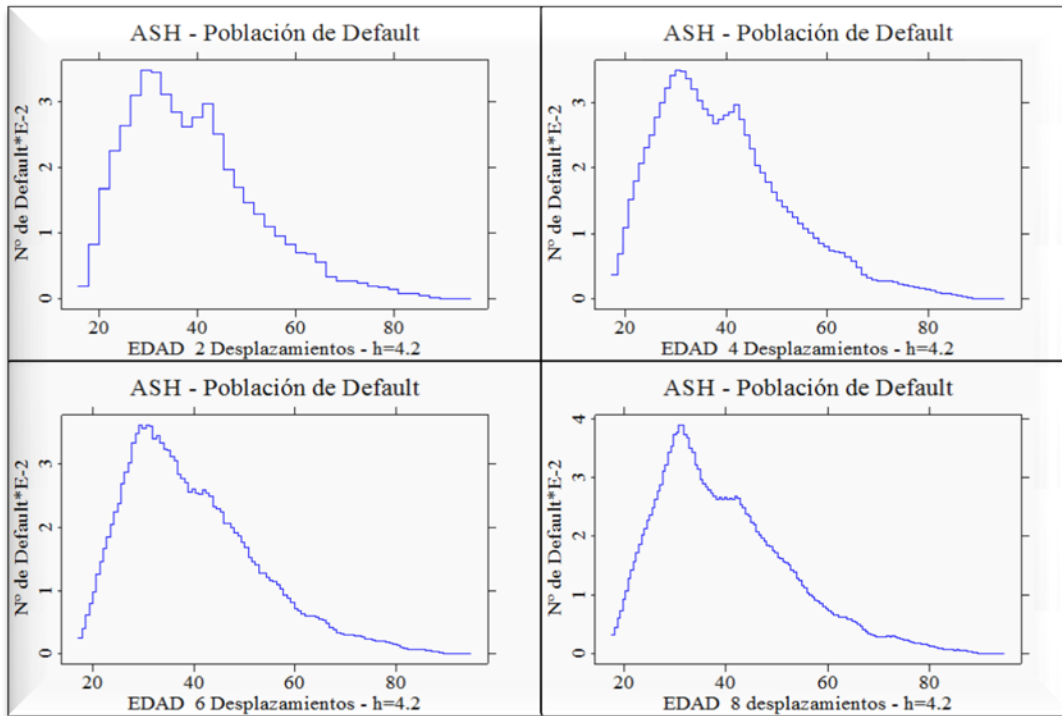 ASH - Población de Default
Nº de Default*E-2
3
2
1
0
20 40 60 80
EDAD 2 Desplazamientos - h=4.2
ASH - Población de Default
Nº de Default*E-2
3
2
1
0
20 40 60 80
EDAD 4 Desplazamientos - h=4.2
ASH - Población de Default
Nº de Default*E-2
3
2
1
0
20 40 60 80
EDAD 6 Desplazamientos - h=4.2
ASH - Población de Default
Nº de Default*E-2
4
3
2
1
0
20 40 60 80
EDAD 8 desplazamientos - h=4.2